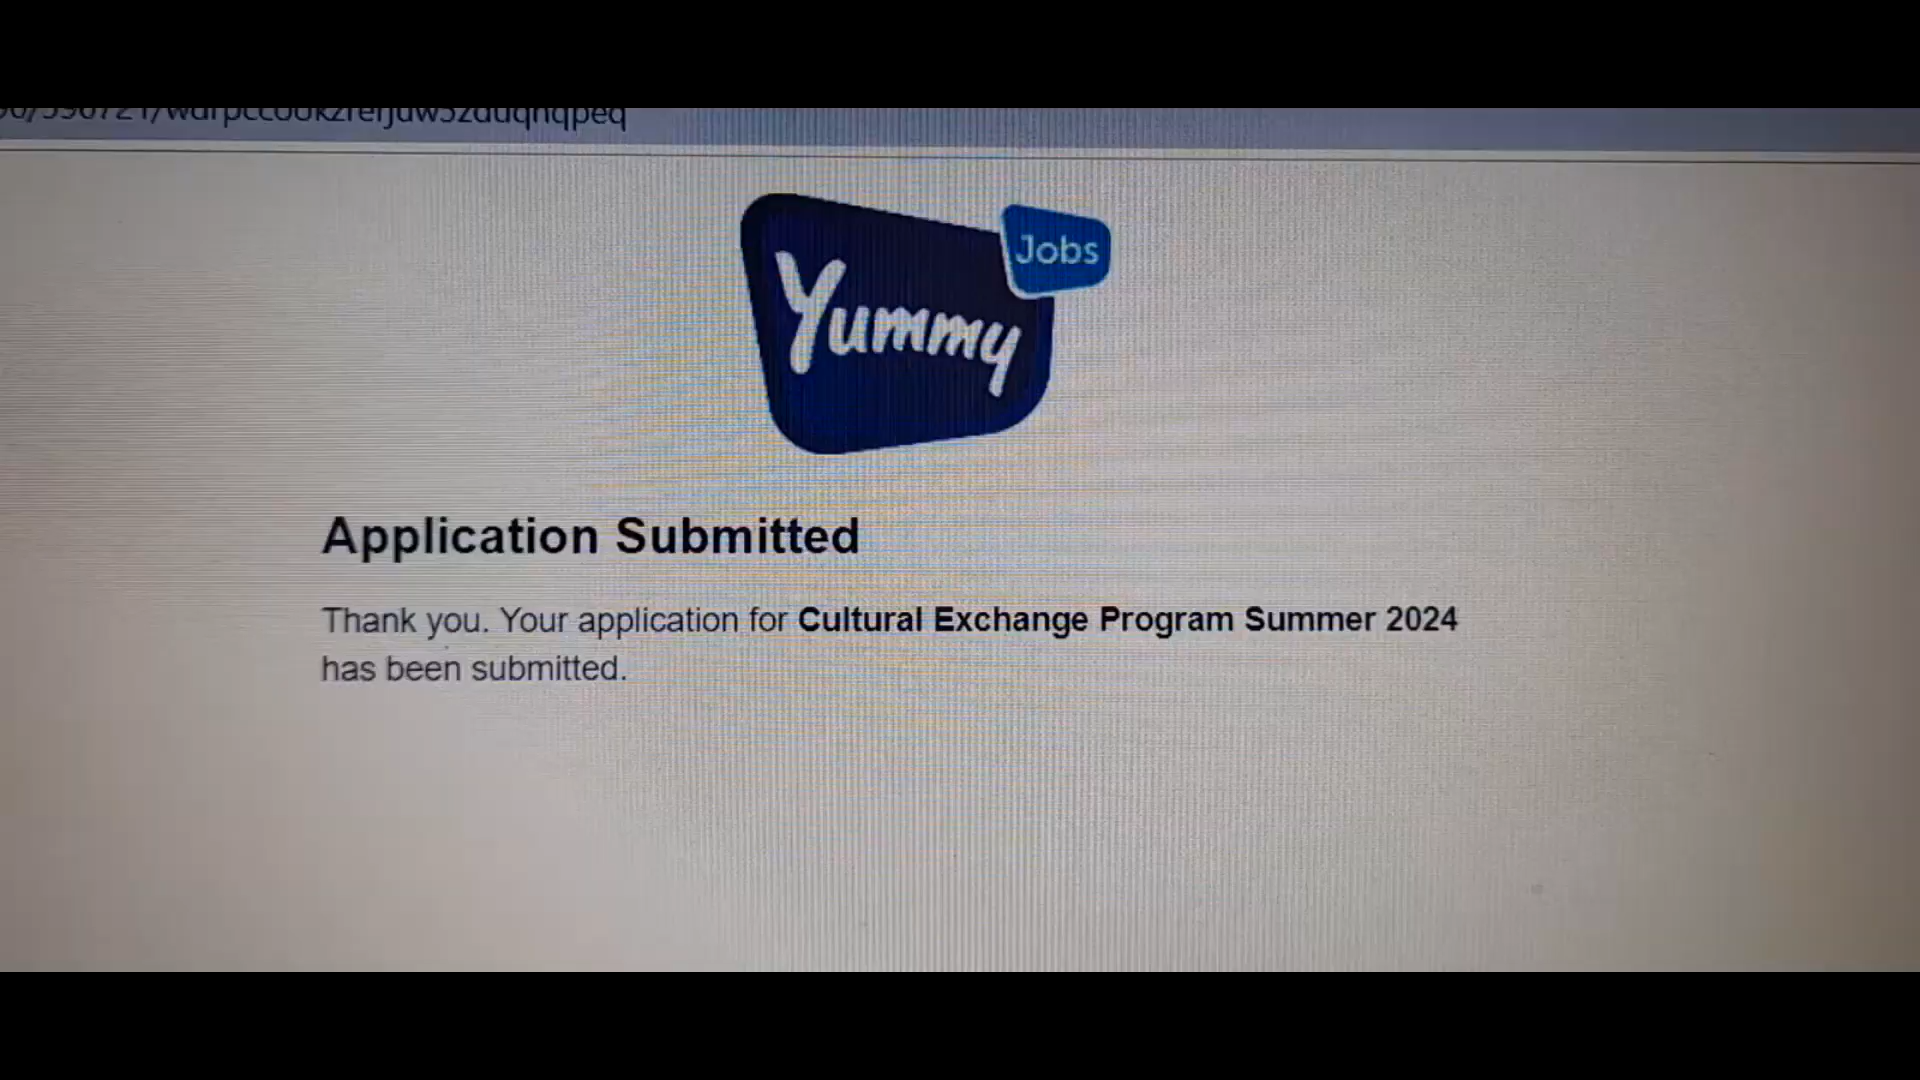 Jobs
Yummy
Application Submitted
Thank you. Your application for Cultural Exchange Program Summer 2024
has been submitted.